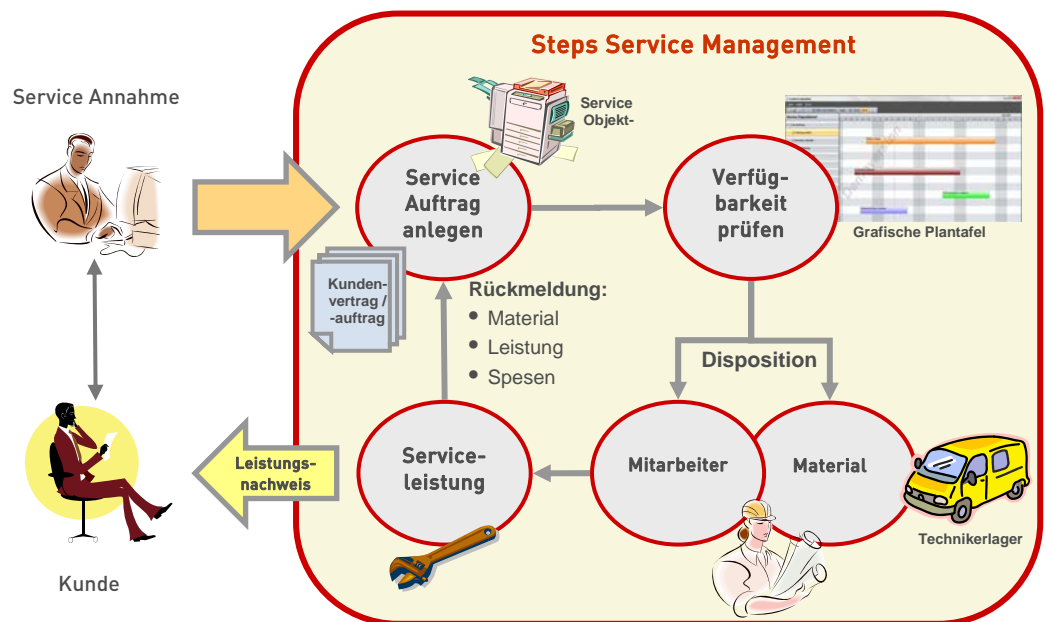 Steps Service Management
Service Annahme
Service
Objekt-
Service
Auftrag
anlegen
Verfüg-
barkeit
prüfen
Grafische Plantafel
Kunden-
vertrag /
-auftrag
Rückmeldung:
• Material
• Leistung
• Spesen
Disposition
Leistungs-
nachweis
Service-
leistung
Mitarbeiter
Material
Technikerlager
Kunde